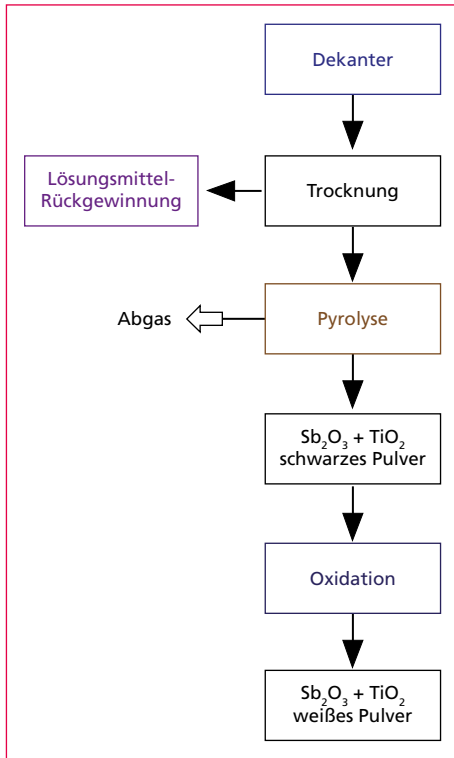 Dekanter
Lösungsmittel-
Rückgewinnung
Trocknung
Abgas
Pyrolyse
Sb₂O₃ + TiO₂
schwarzes Pulver
Oxidation
Sb₂O₃ + TiO₂
weißes Pulver